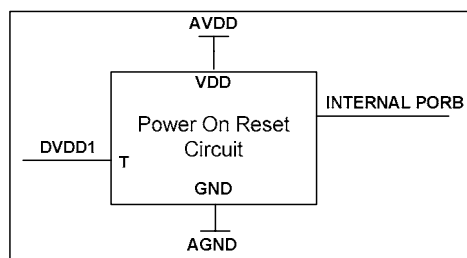 AVDD
VDD
INTERNAL PORB
Power On Reset
Circuit
DVDD1
T
GND
AGND